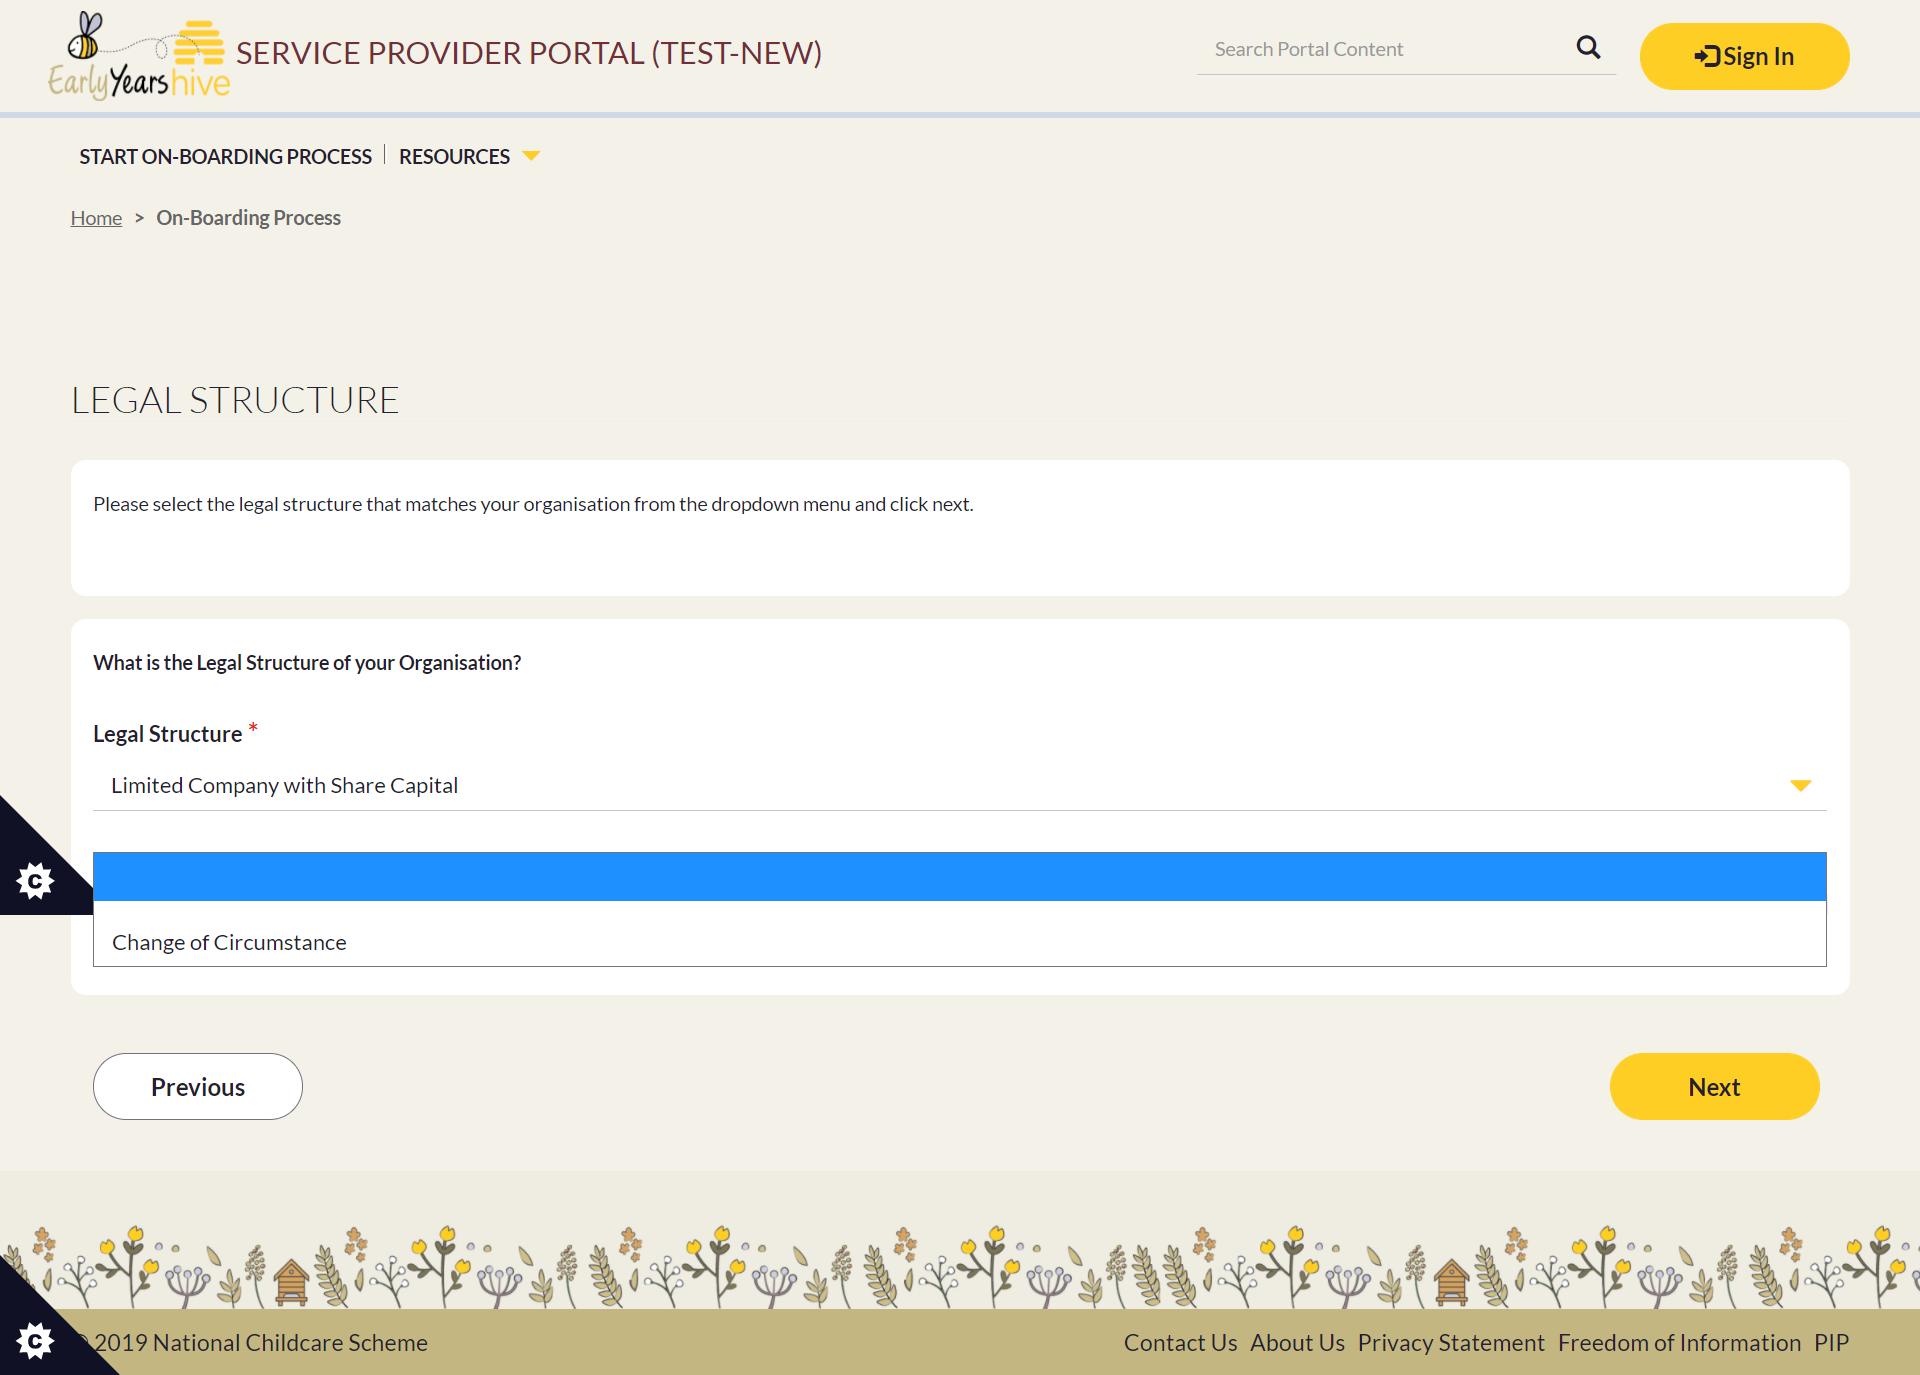 Early Years hive
SERVICE PROVIDER PORTAL (TEST-NEW)
Search Portal Content
Sign In
START ON-BOARDING PROCESS
RESOURCES
Home > On-Boarding Process
LEGAL STRUCTURE
Please select the legal structure that matches your organisation from the dropdown menu and click next.
What is the Legal Structure of your Organisation?
Legal Structure *
Limited Company with Share Capital
C
Change of Circumstance
Previous
Next
C
2019 National Childcare Scheme
Contact Us About Us Privacy Statement Freedom of Information PIP